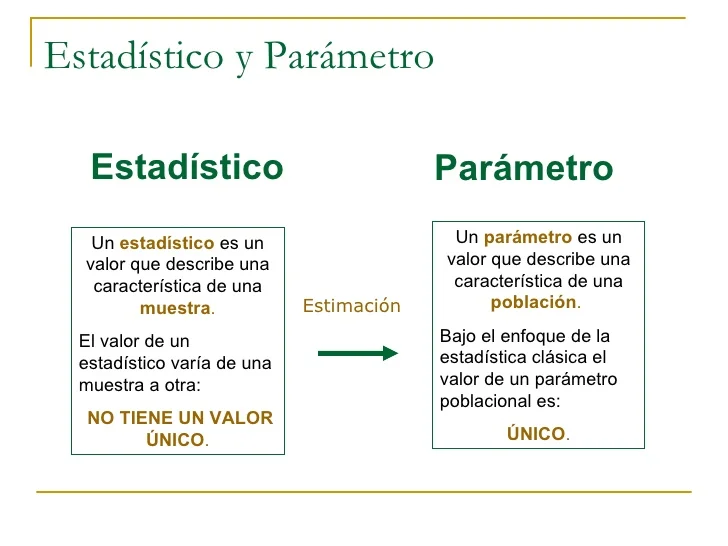 Estadístico y Parámetro
Estadístico
Un estadístico es un
valor que describe una
característica de una
muestra.
El valor de un
estadístico varía de una
muestra a otra:
NO TIENE UN VALOR
ÚNICO.
Estimación
Parámetro
Un parámetro es un
valor que describe una
característica de una
población.
Bajo el enfoque de la
estadística clásica el
valor de un parámetro
poblacional es:
ÚNICO.